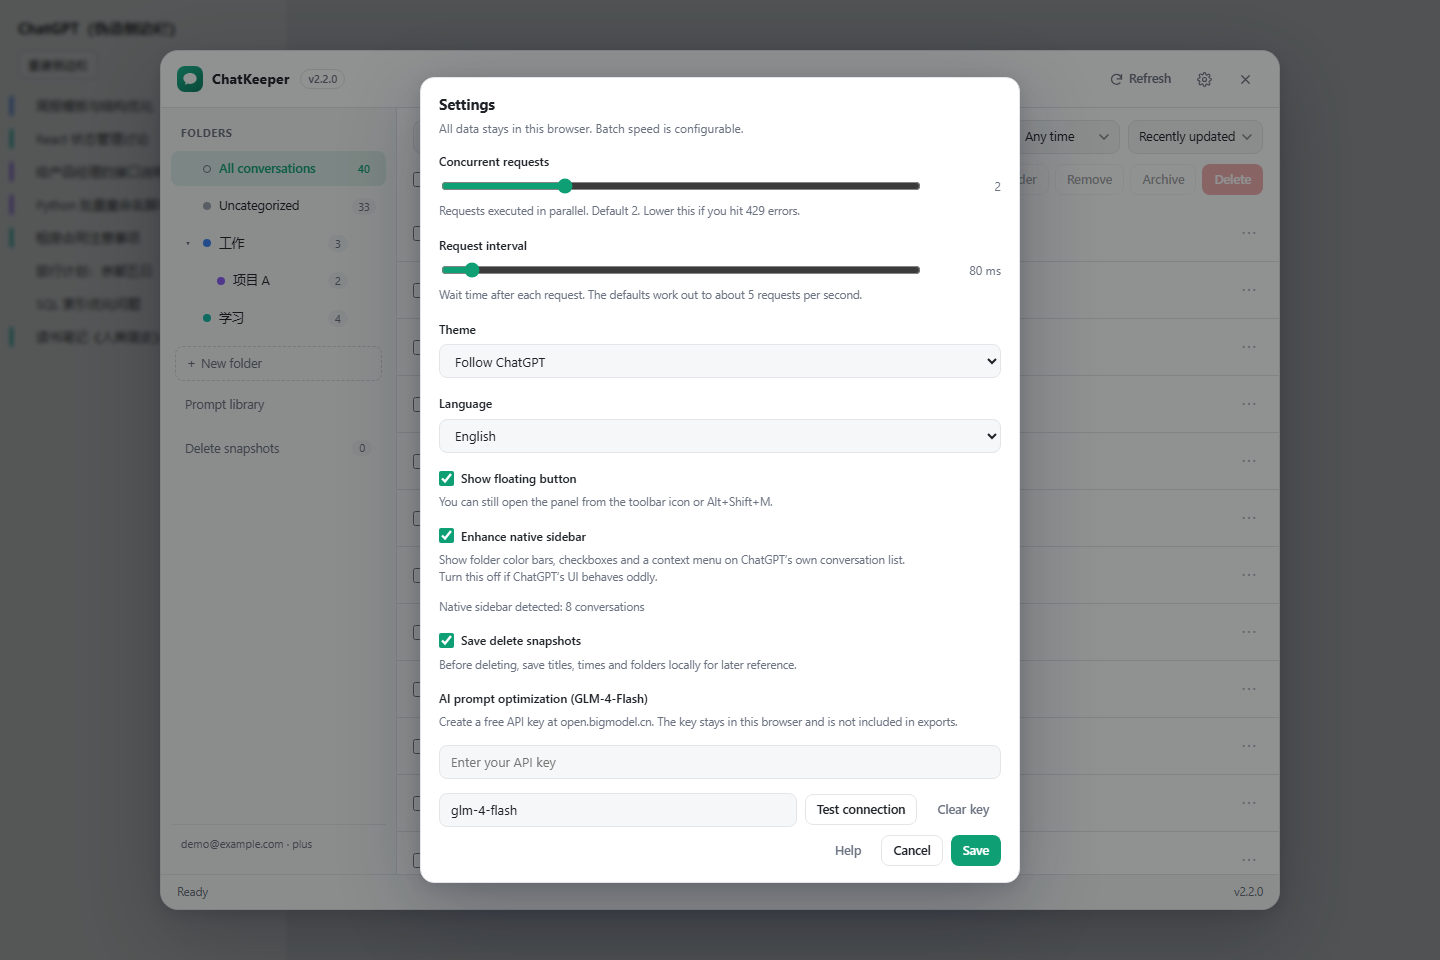 ChatGPT
ChatKeeper
v2.2.0
Refresh
FOLDERS
All conversations 40
Uncategorized 33
工作 3
项目 A 2
学习 4
+ New folder
Prompt library
Delete snapshots 0
demo@example.com · plus
Ready
Any time
Recently updated
Remove
Archive
Delete
v2.2.0
Settings
All data stays in this browser. Batch speed is configurable.
Concurrent requests
2
Requests executed in parallel. Default 2. Lower this if you hit 429 errors.
Request interval
80 ms
Wait time after each request. The defaults work out to about 5 requests per second.
Theme
Follow ChatGPT
Language
English
Show floating button
You can still open the panel from the toolbar icon or Alt+Shift+M.
Enhance native sidebar
Show folder color bars, checkboxes and a context menu on ChatGPT's own conversation list.
Turn this off if ChatGPT's UI behaves oddly.
Native sidebar detected: 8 conversations
Save delete snapshots
Before deleting, save titles, times and folders locally for later reference.
AI prompt optimization (GLM-4-Flash)
Create a free API key at open.bigmodel.cn. The key stays in this browser and is not included in exports.
Enter your API key
glm-4-flash
Test connection
Clear key
Help
Cancel
Save